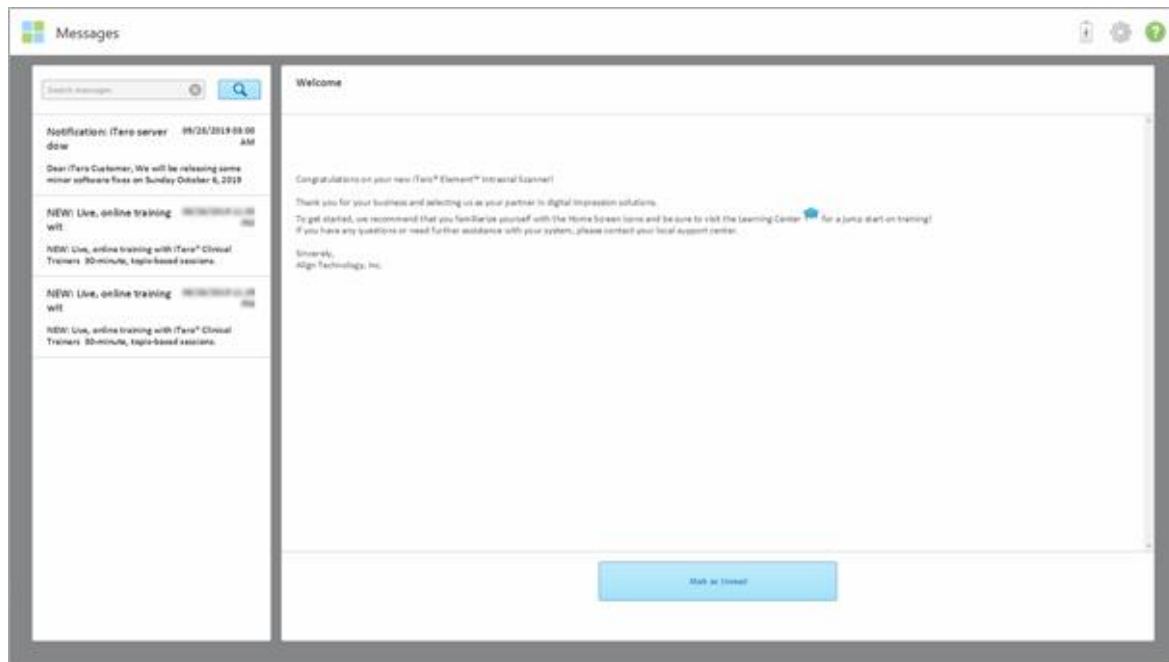 Messages
Search messages
Notification: iTero server 09/28/2019 03:00
dow AM
Dear iTero Customer, We will be releasing some
minor software fixes on Sunday October 6, 2019
NEW: Live, online training
wit
NEW: Live, online training with iTero® Clinical
Trainers 30-minute, topic-based sessions.
NEW: Live, online training
wit
NEW: Live, online training with iTero® Clinical
Trainers 30-minute, topic-based sessions.
Welcome
Congratulations on your new iTero® Element™ Intraoral Scanner!
Thank you for your business and selecting us as your partner in digital impression solutions.
To get started, we recommend that you familiarize yourself with the Home Screen icons and be sure to visit the Learning Center for a jump start on training!
If you have any questions or need further assistance with your system, please contact your local support center.
Sincerely,
Align Technology, Inc.
Mark as Unread